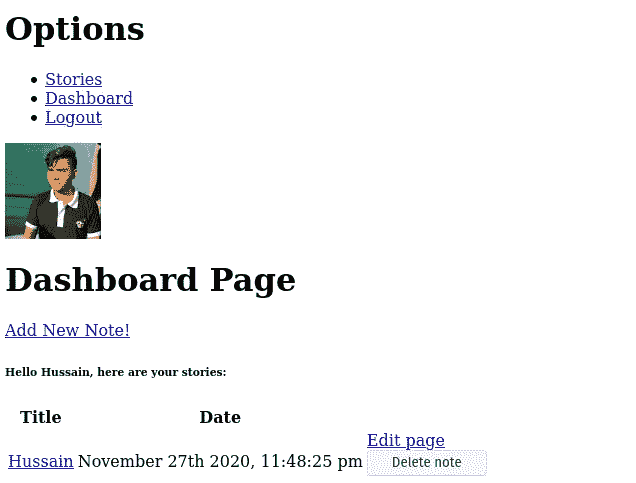 Options
Stories
Dashboard
Logout
Dashboard Page
Add New Note!
Hello Hussain, here are your stories:
Title Date
Edit page
Hussain November 27th 2020, 11:48:25 pm Delete note